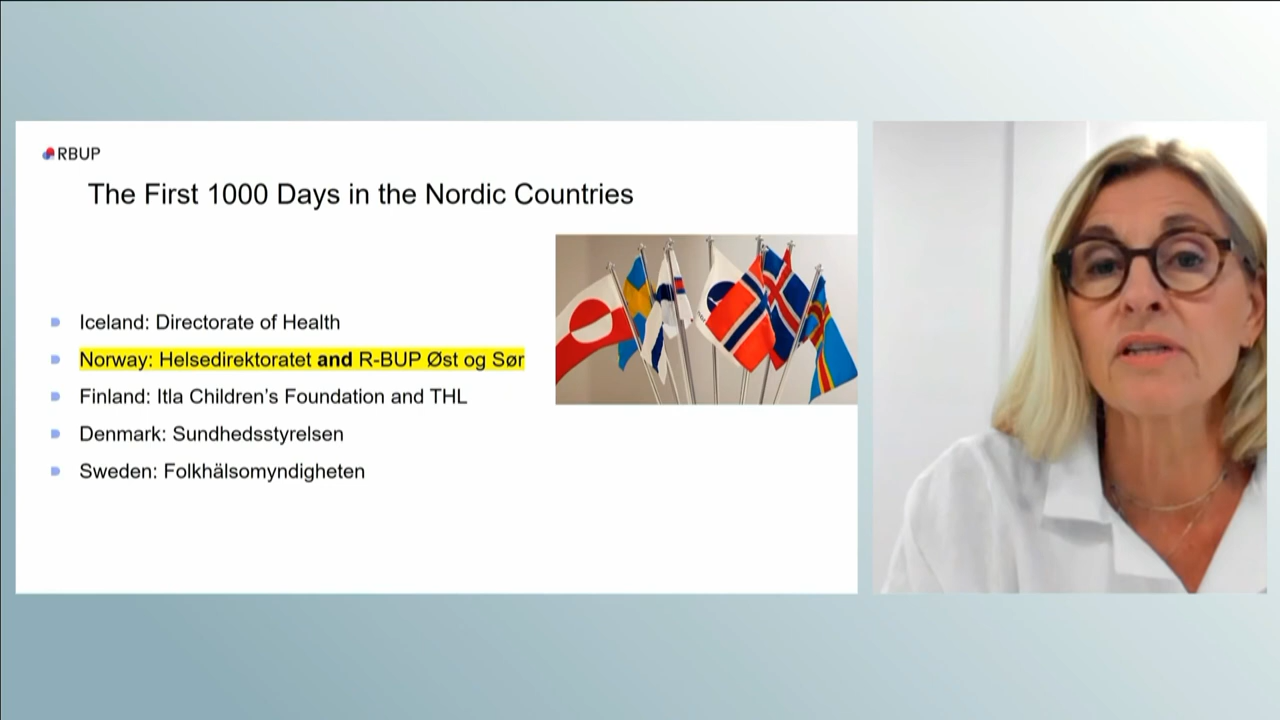 RBUP
The First 1000 Days in the Nordic Countries
Iceland: Directorate of Health
Norway: Helsedirektoratet and R-BUP Øst og Sør
Finland: Itla Children’s Foundation and THL
Denmark: Sundhedsstyrelsen
Sweden: Folkhälsomyndigheten